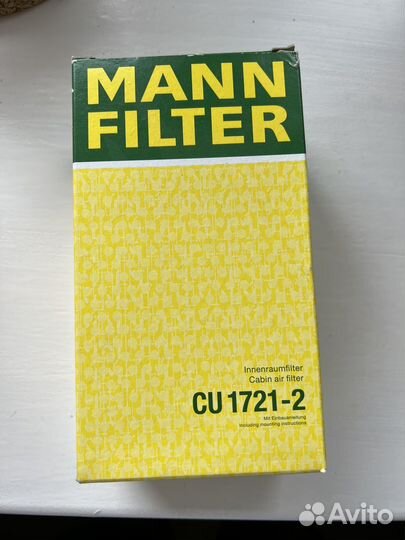 MANN
FILTER
Innenraumfilter
Cabin air filter
CU 1721-2
Mit Einbauanleitung
Including mounting instructions
Avito